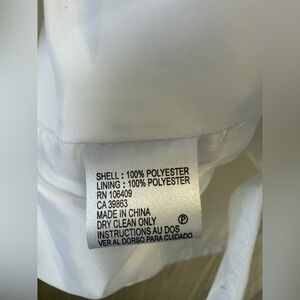 SHELL : 100% POLYESTER
LINING : 100% POLYESTER
RN 106409
CA 39863
MADE IN CHINA
DRY CLEAN ONLY Ⓟ
INSTRUCTIONS AU DOS
VER AL DORSO PARA CUIDADO